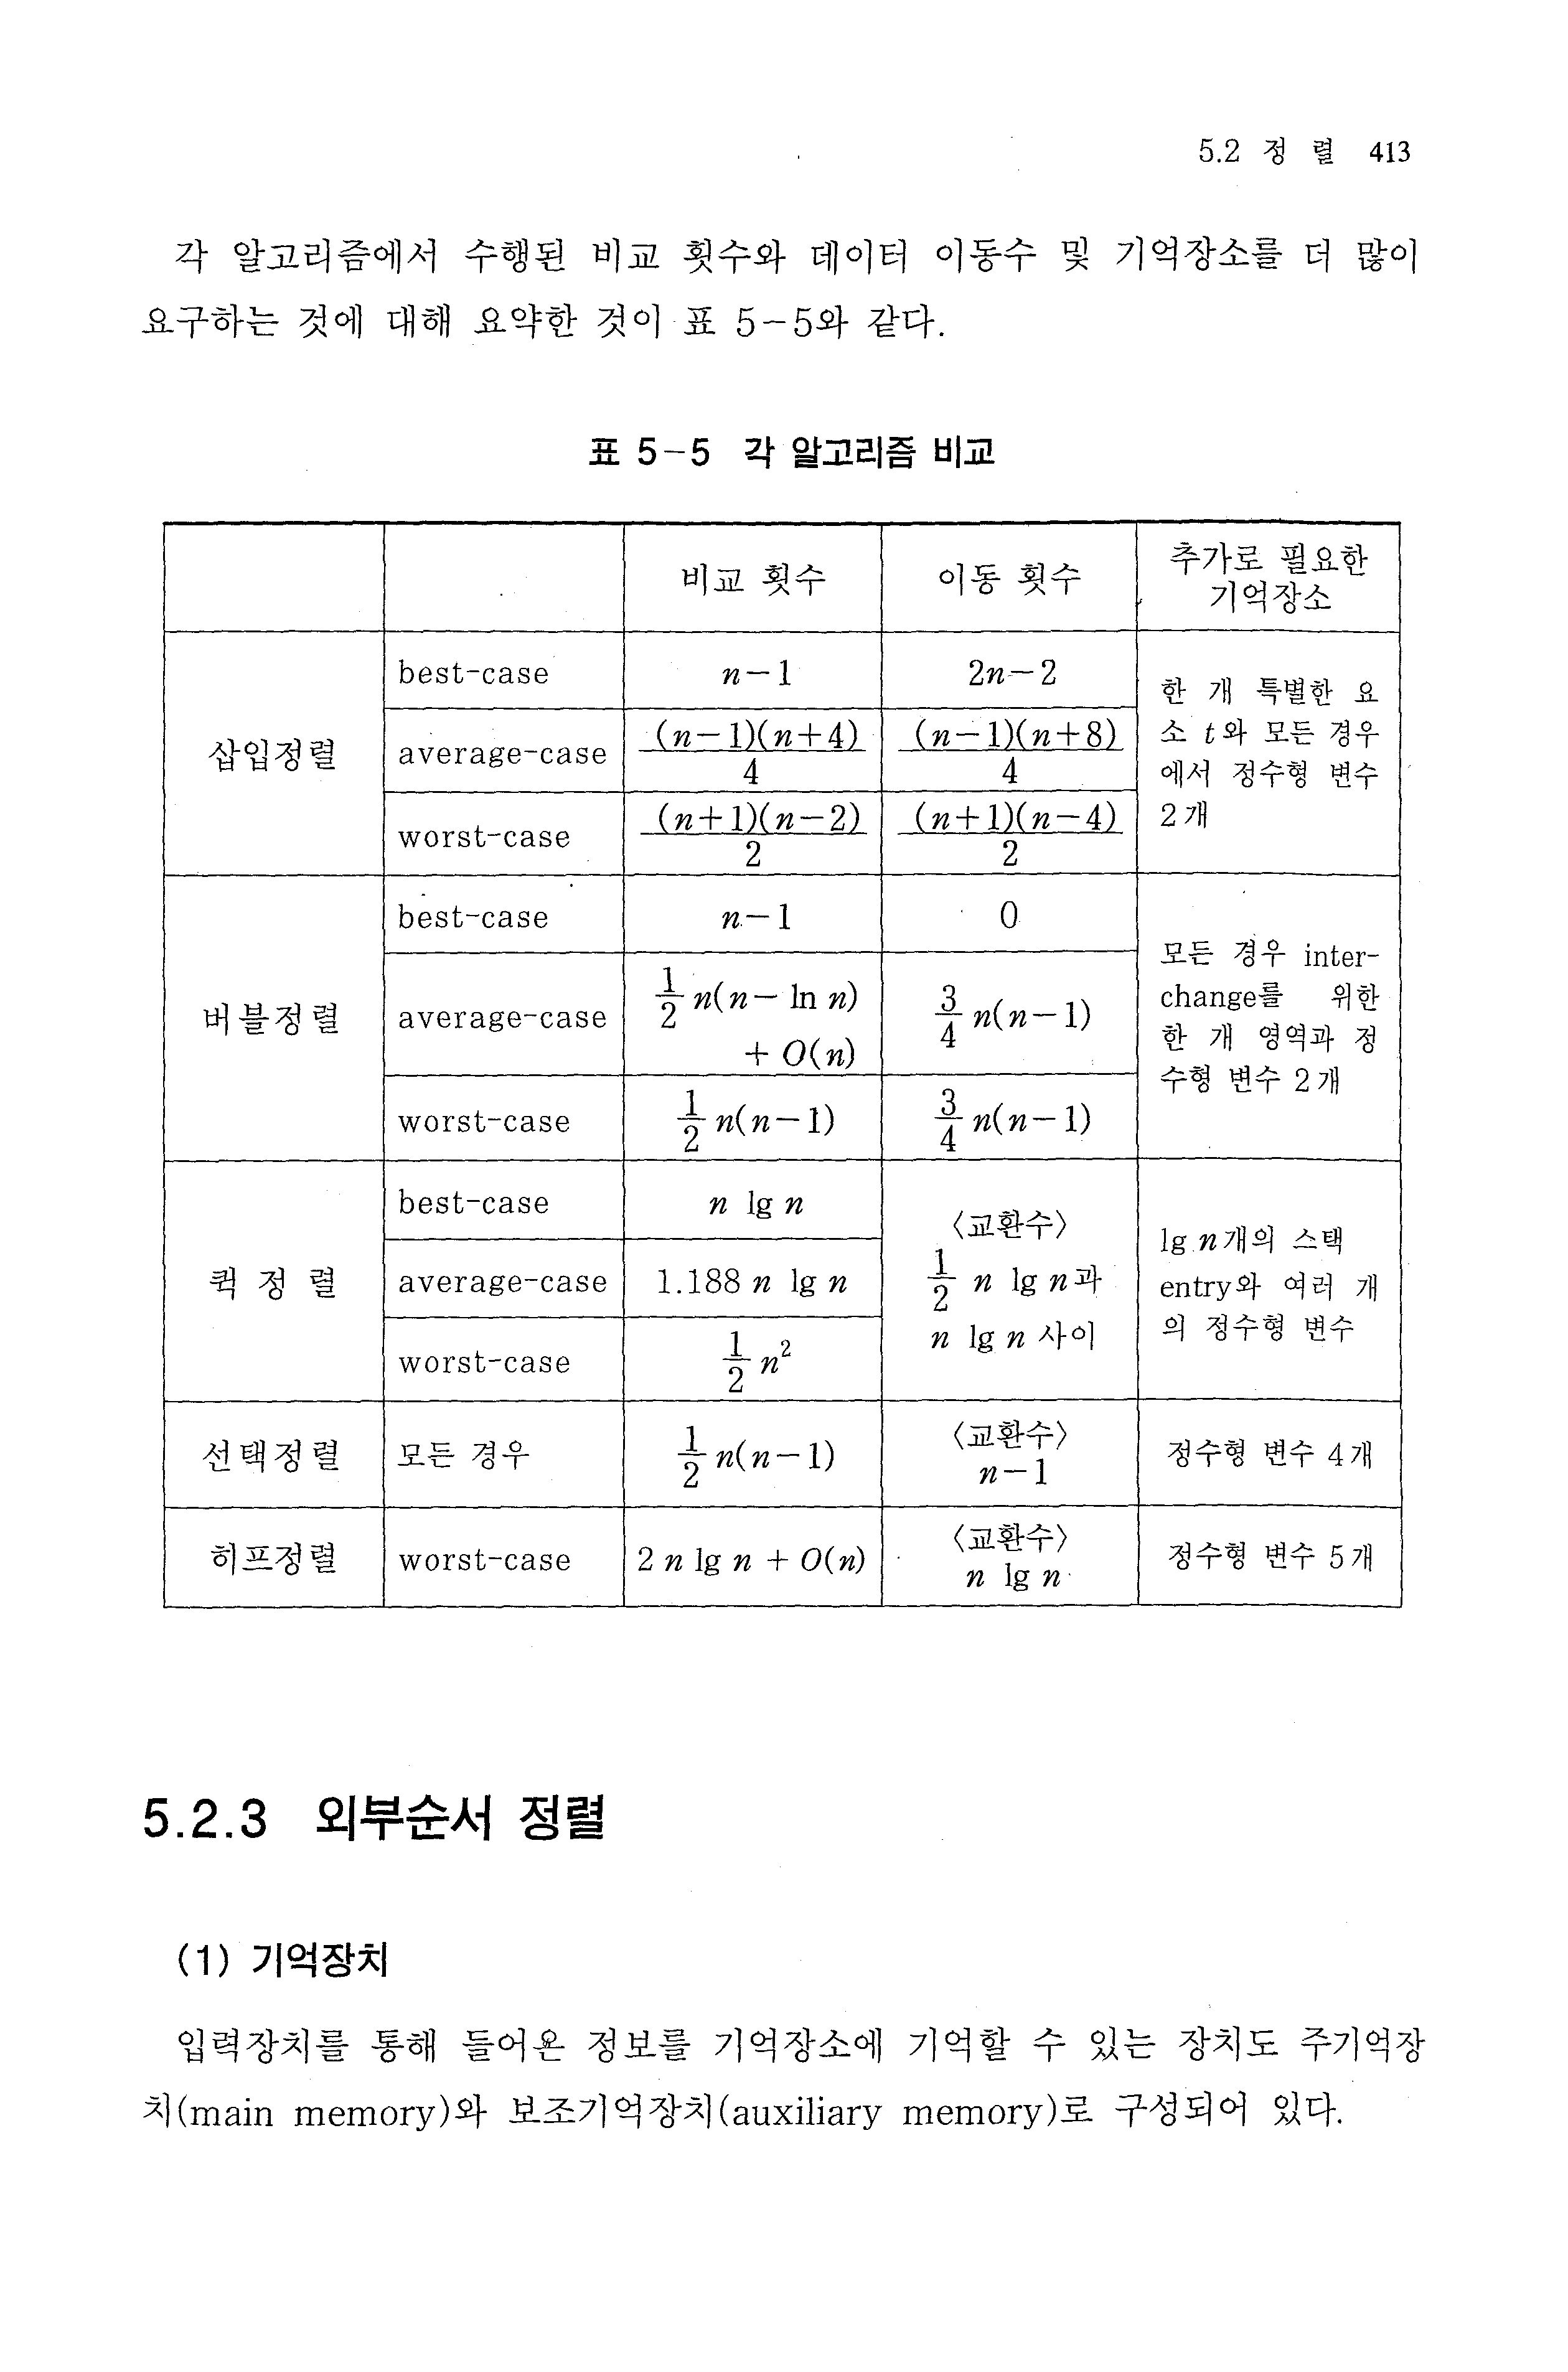 5.2 정 렬 413
각 알고리즘에서 수행된 비교 횟수와 데이터 이동수 및 기억장소를 더 많이
요구하는 것에 대해 요약한 것이 표 5-5와 같다.
표 5-5 각 알고리즘 비교
비교 횟수 이동 횟수 추가로 필요한
기억장소
삽입정렬
best-case n-1 2n-2
average-case (n-1)(n+4)/4 (n-1)(n+8)/4
worst-case (n+1)(n-2)/2 (n+1)(n-4)/2
한 개 특별한 요
소 t와 모든 경우
에서 정수형 변수
2개
버블정렬
best-case n-1 0
average-case 1/2 n(n- ln n)
+ O(n) 3/4 n(n-1)
worst-case 1/2 n(n-1) 3/4 n(n-1)
모든 경우 inter-
change를 위한
한 개 영역과 정
수형 변수 2개
퀵 정 렬
best-case n lg n
average-case 1.188 n lg n
worst-case 1/2 n²
〈교환수〉
1/2 n lg n과
n lg n 사이
lg n개의 스택
entry와 여러 개
의 정수형 변수
선택정렬 모든 경우 1/2 n(n-1) 〈교환수〉
n-1 정수형 변수 4개
히프정렬 worst-case 2 n lg n + O(n) 〈교환수〉
n lg n 정수형 변수 5개
5.2.3 외부순서 정렬
(1) 기억장치
입력장치를 통해 들어온 정보를 기억장소에 기억할 수 있는 장치도 주기억장
치(main memory)와 보조기억장치(auxiliary memory)로 구성되어 있다.